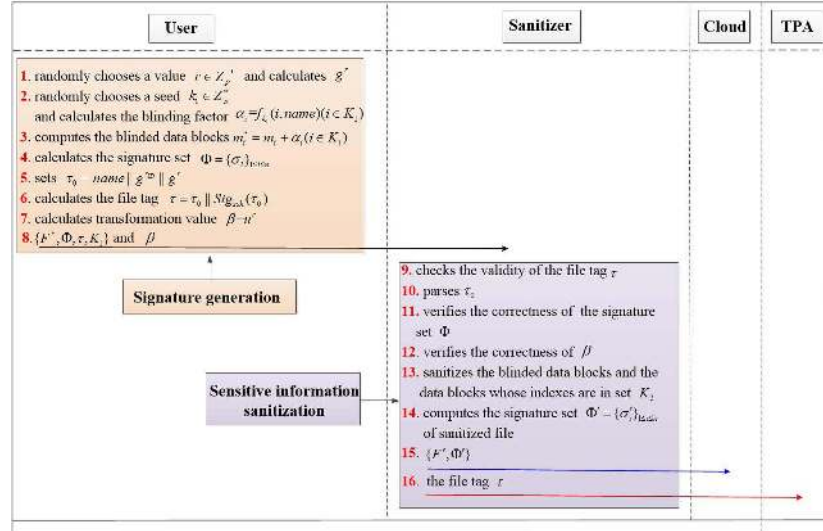 User
Sanitizer
Cloud
TPA
1. randomly chooses a value r ∈ Z_p^* and calculates g^r
2. randomly chooses a seed k_1 ∈ Z_p^*
and calculates the blinding factor α_i = f_{k_1}(i, name)(i ∈ K_1)
3. computes the blinded data blocks m_i^* = m_i + α_i (i ∈ K_1)
4. calculates the signature set Φ = {σ_i}
5. sets τ_0 = name || || g^r
6. calculates the file tag τ = τ_0 || Sig_{ssk}(τ_0)
7. calculates transformation value β = u^r
8. {F^*, Φ, τ, K_1} and β
Signature generation
9. checks the validity of the file tag τ
10. parses
11. verifies the correctness of the signature
set Φ
12. verifies the correctness of β
13. sanitizes the blinded data blocks and the
data blocks whose indexes are in set K_2
14. computes the signature set Φ' = {σ_i'}
of sanitized file
15. {F', Φ'}
16. the file tag τ
Sensitive information
sanitization